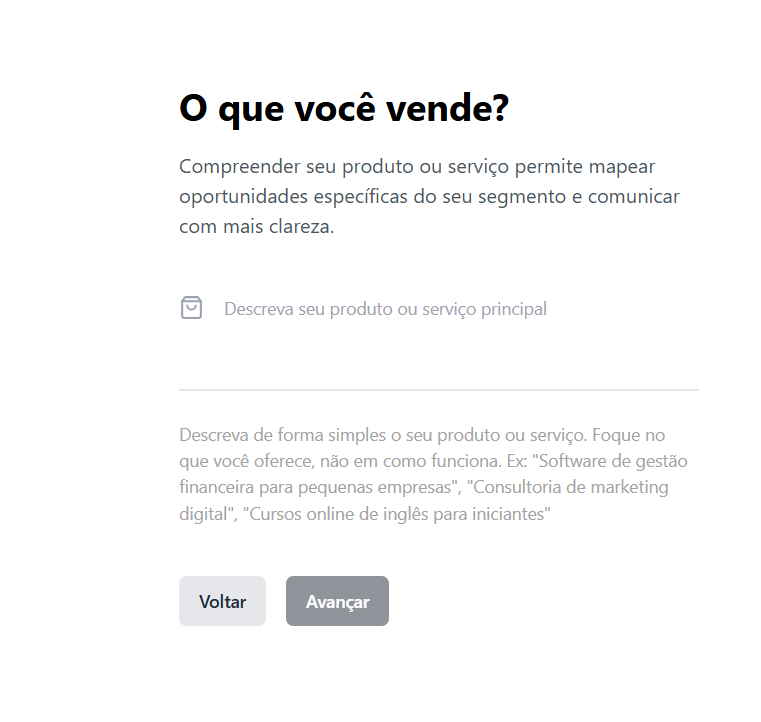 O que você vende?
Compreender seu produto ou serviço permite mapear
oportunidades específicas do seu segmento e comunicar
com mais clareza.
Descreva seu produto ou serviço principal
Descreva de forma simples o seu produto ou serviço. Foque no
que você oferece, não em como funciona. Ex: "Software de gestão
financeira para pequenas empresas", "Consultoria de marketing
digital", "Cursos online de inglês para iniciantes"
Voltar
Avançar